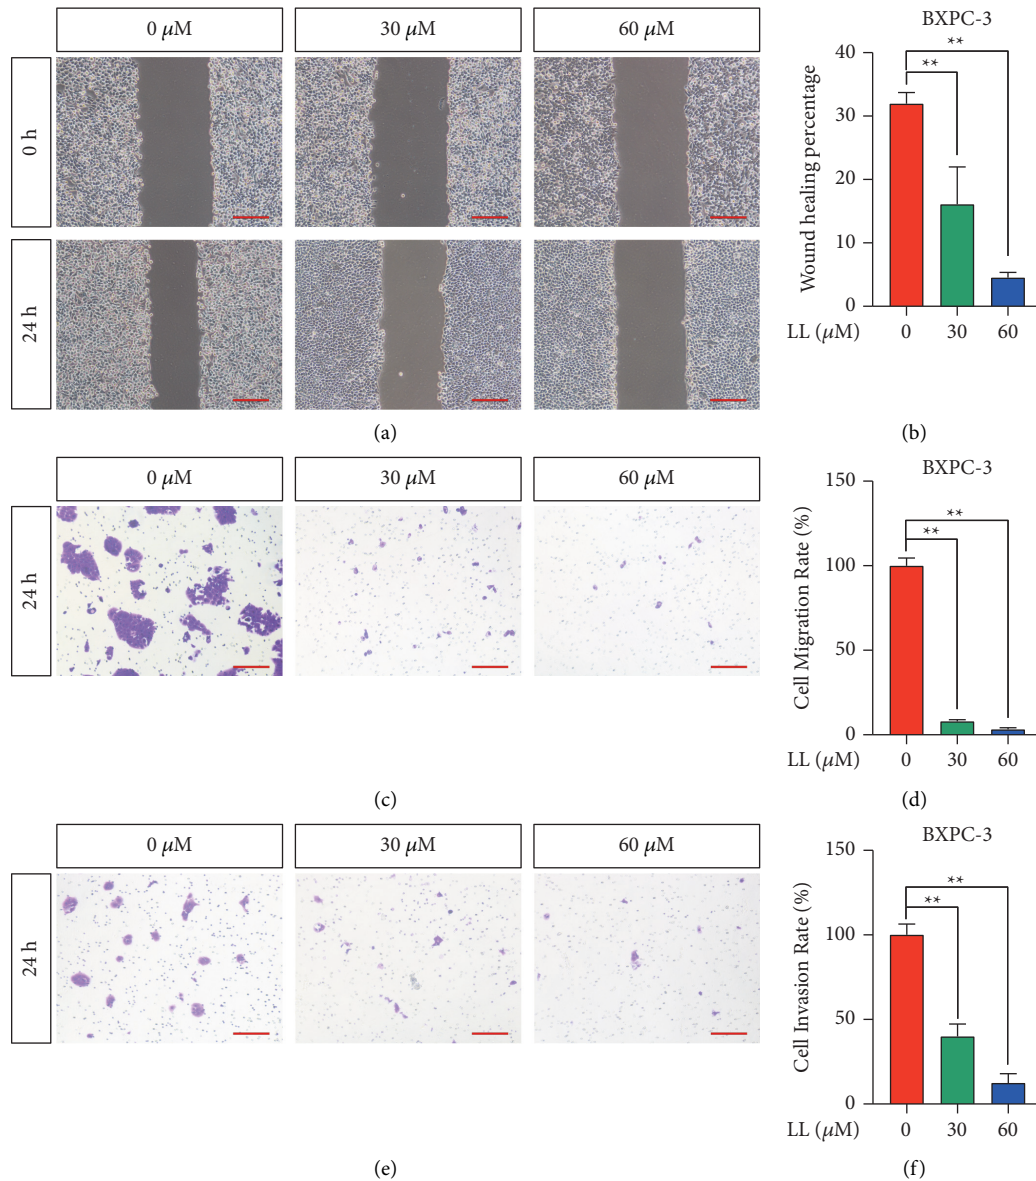 0 μM
30 μM
60 μM
0 h
24 h
(a)
BXPC-3
Wound healing percentage
40
30
20
10
0
**
**
LL (μM)
0
30
60
(b)
0 μM
30 μM
60 μM
24 h
(c)
BXPC-3
Cell Migration Rate (%)
150
100
50
0
**
**
LL (μM)
0
30
60
(d)
0 μM
30 μM
60 μM
24 h
(e)
BXPC-3
Cell Invasion Rate (%)
150
100
50
0
**
**
LL (μM)
0
30
60
(f)